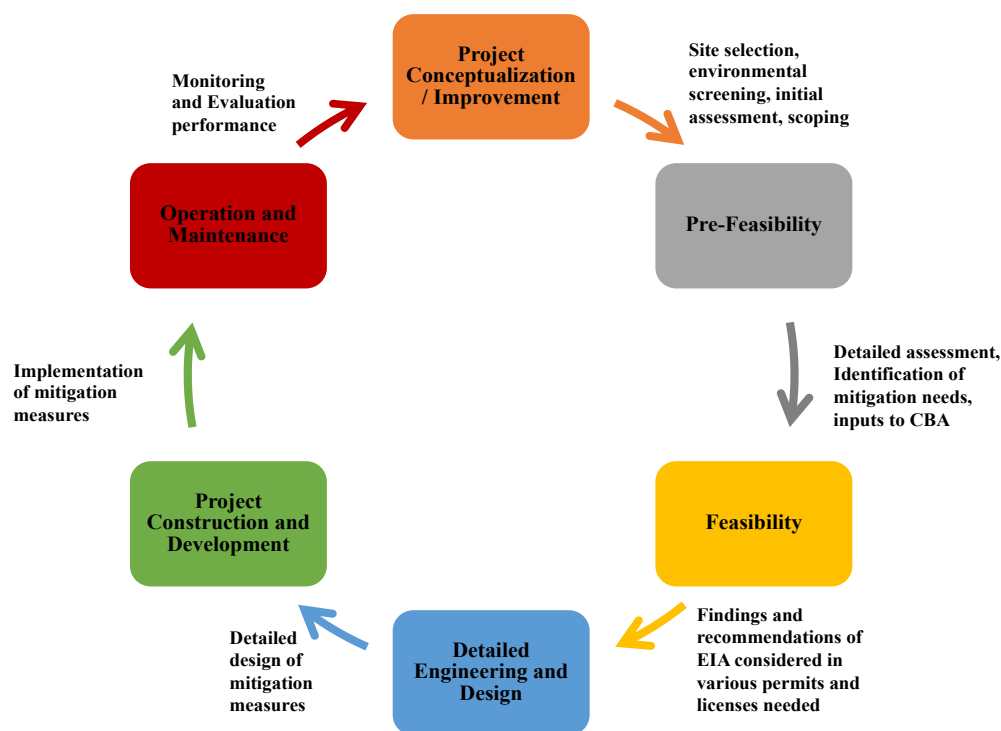 Project
Conceptualization
/ Improvement
Site selection,
environmental
screening, initial
assessment, scoping
Pre-Feasibility
Detailed assessment,
Identification of
mitigation needs,
inputs to CBA
Feasibility
Findings and
recommendations of
EIA considered in
various permits and
licenses needed
Detailed
Engineering and
Design
Detailed
design of
mitigation
measures
Project
Construction and
Development
Implementation
of mitigation
measures
Operation and
Maintenance
Monitoring
and Evaluation
performance